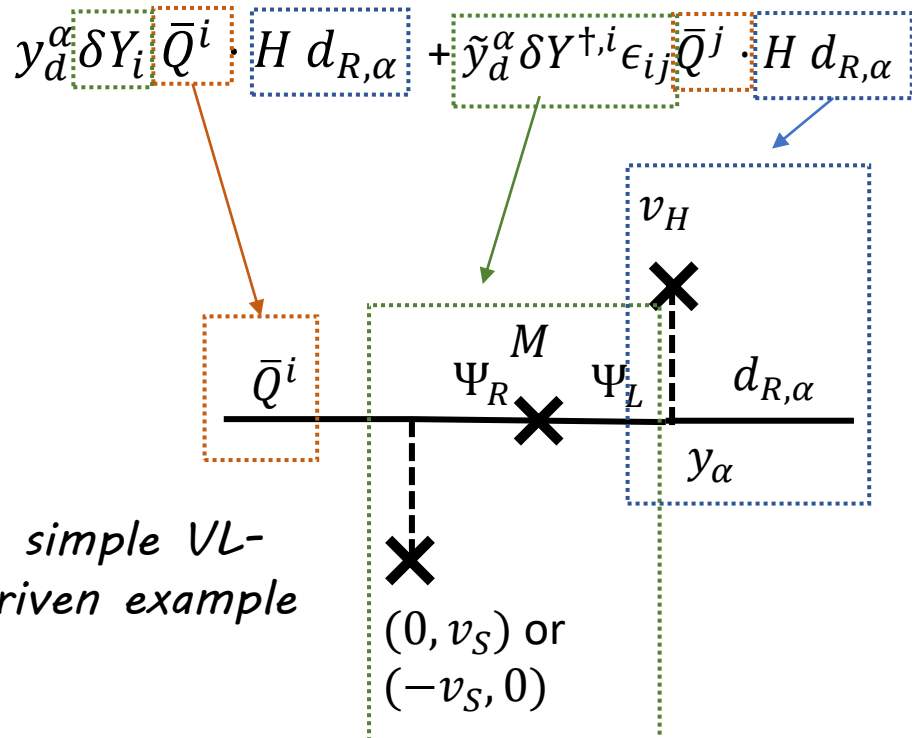 y_d^α δY_i Q̄^i · H d_{R,α} + ỹ_d^α δY^{†,i} ϵ_{ij} Q̄^j · H d_{R,α}
v_H
M
Q̄^i Ψ_R Ψ_L d_{R,α}
y_α
simple VL-
riven example
(0, v_S) or
(−v_S, 0)